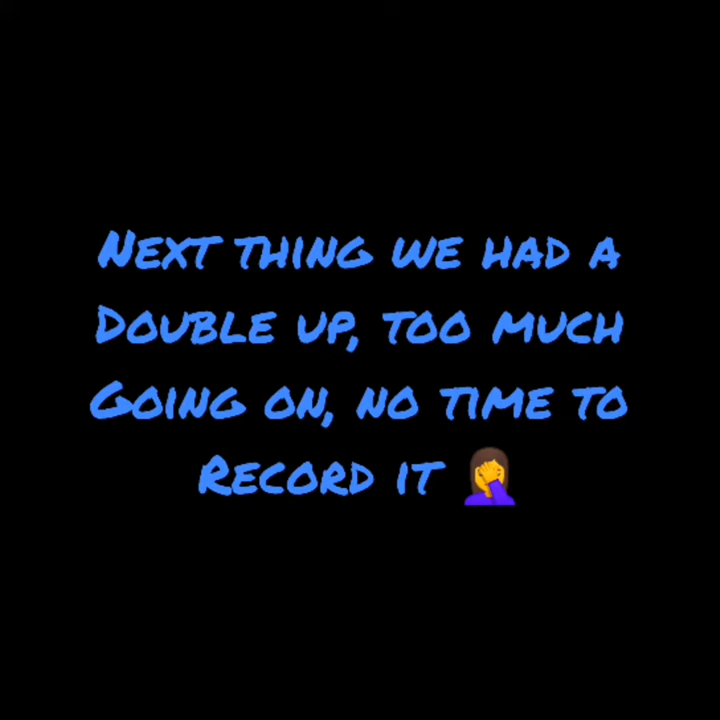 Next thing we had a
Double up, too much
Going on, no time to
Record it 🤦‍♀️